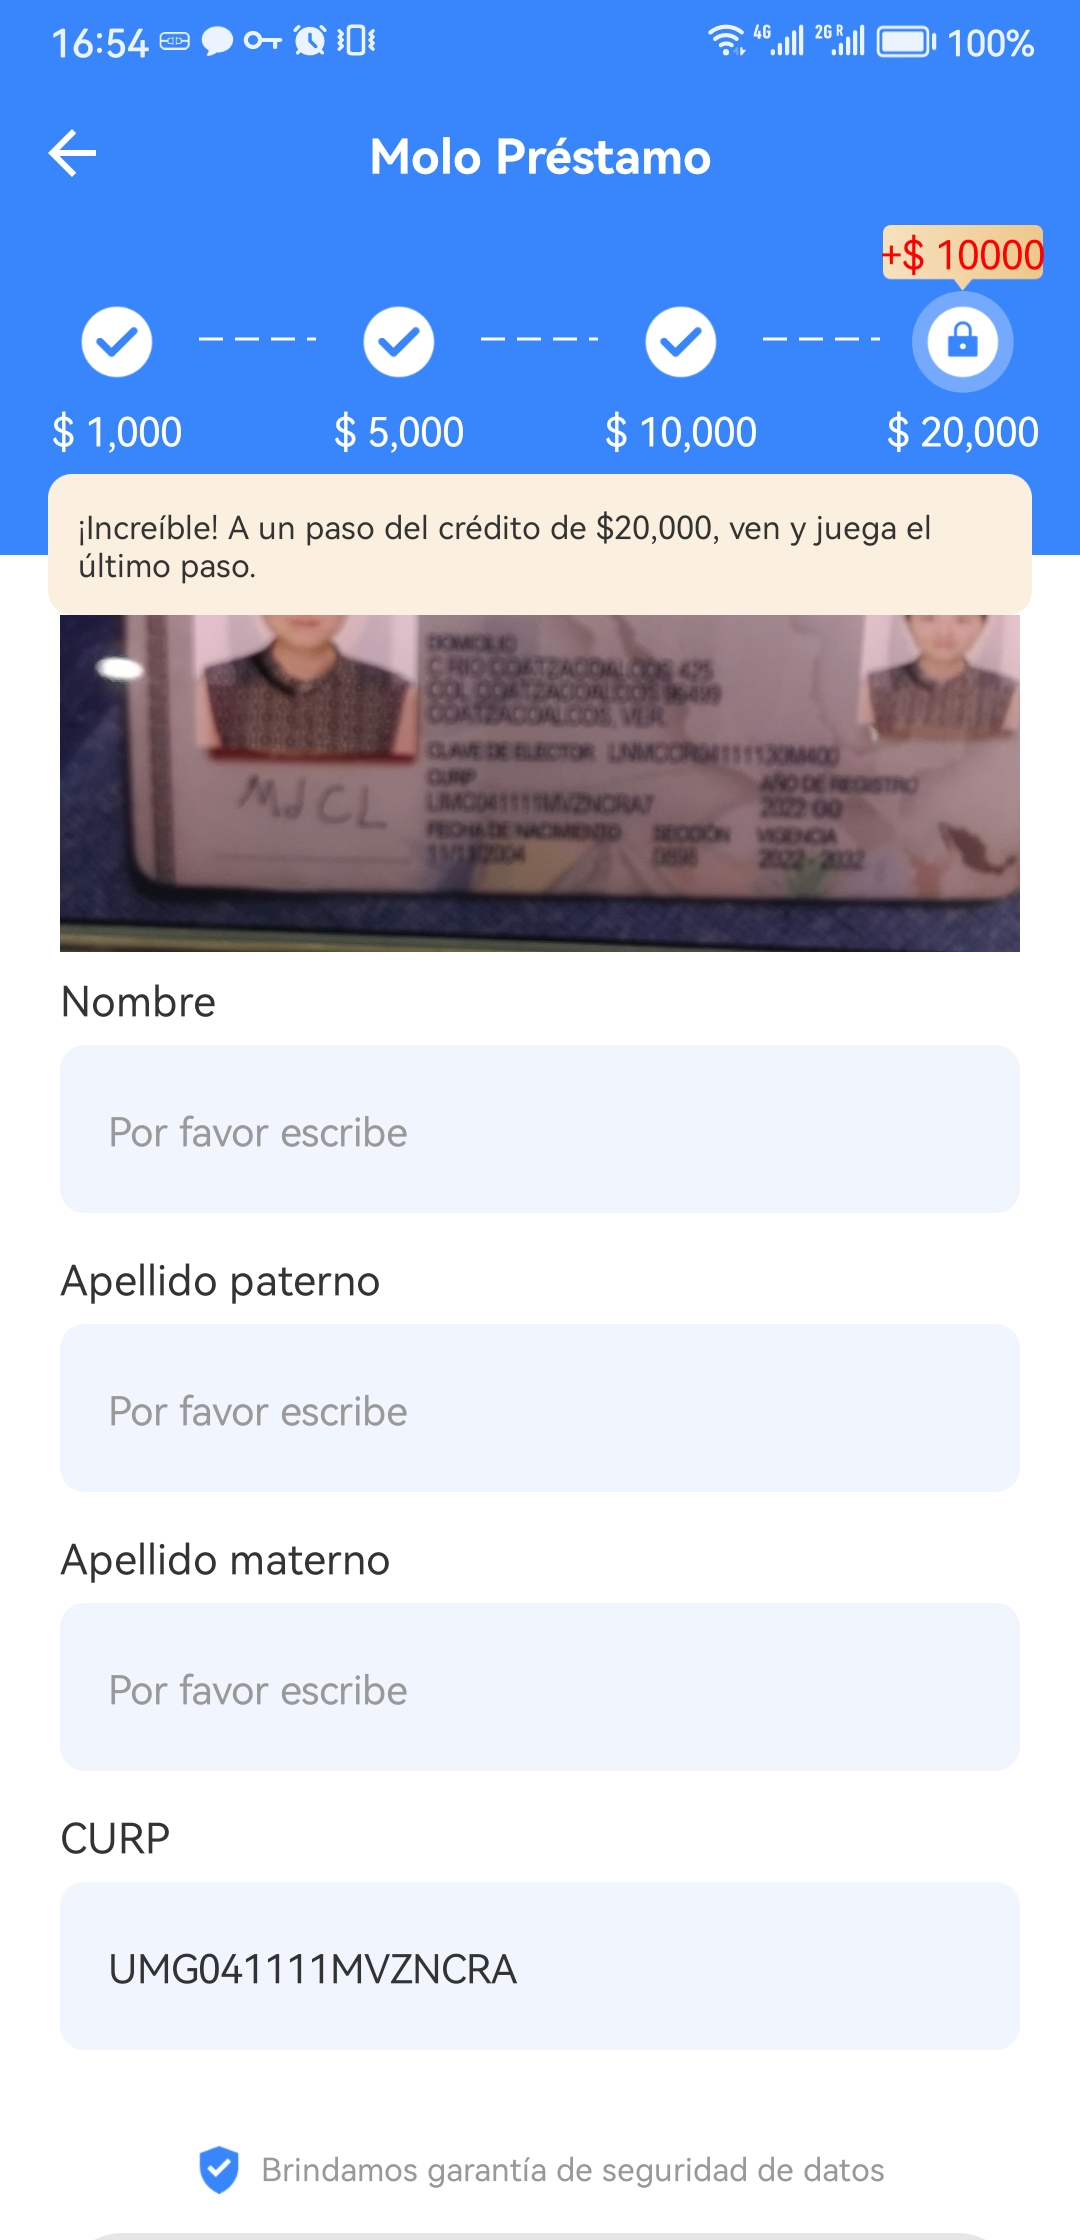 16:54
4G
2G R
100%
Molo Préstamo
+$ 10000
$ 1,000
$ 5,000
$ 10,000
$ 20,000
¡Increíble! A un paso del crédito de $20,000, ven y juega el
último paso.
DOMICILIO
C RIO COATZACOALCOS 425
COL COATZACOALCOS 96499
COATZACOALCOS, VER.
CLAVE DE ELECTOR
CURP
AÑO DE REGISTRO
2022 00
MJCL
FECHA DE NACIMIENTO
SECCIÓN
VIGENCIA
11/11/2004
2022 - 2032
Nombre
Por favor escribe
Apellido paterno
Por favor escribe
Apellido materno
Por favor escribe
CURP
UMG041111MVZNCRA
Brindamos garantía de seguridad de datos